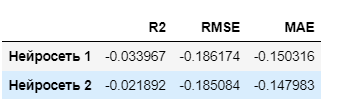 R2 RMSE MAE
Нейросеть 1 -0.033967 -0.186174 -0.150316
Нейросеть 2 -0.021892 -0.185084 -0.147983